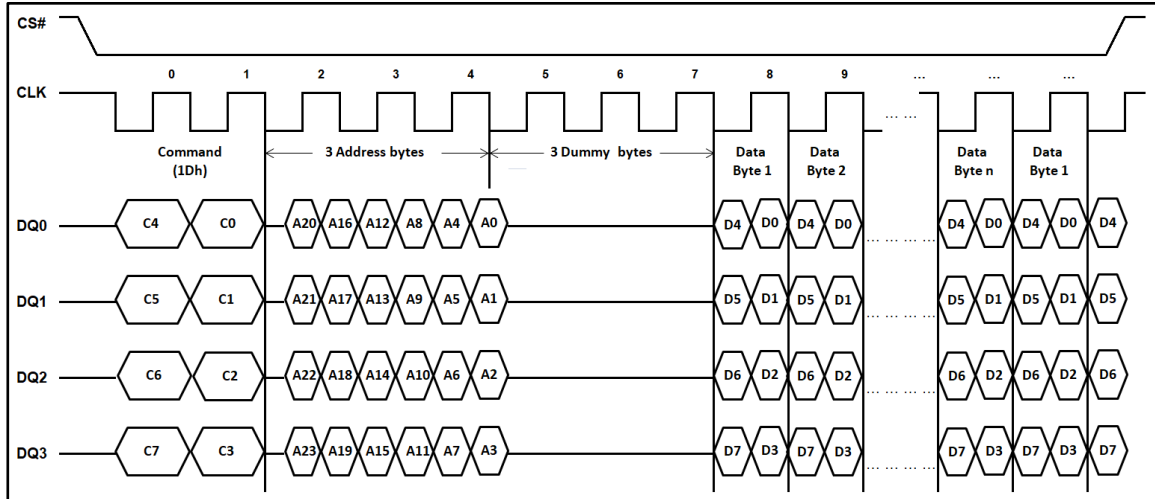 CS#
0 1 2 3 4 5 6 7 8 9 ... ... ...
CLK
... ...
Command 3 Address bytes 3 Dummy bytes Data Data Data Data
(1Dh) Byte 1 Byte 2 Byte n Byte 1
DQ0 C4 C0 A20 A16 A12 A8 A4 A0 D4 D0 D4 D0 ... ... ... ... D4 D0 D4 D0 D4
DQ1 C5 C1 A21 A17 A13 A9 A5 A1 D5 D1 D5 D1 ... ... ... ... D5 D1 D5 D1 D5
DQ2 C6 C2 A22 A18 A14 A10 A6 A2 D6 D2 D6 D2 ... ... ... ... D6 D2 D6 D2 D6
DQ3 C7 C3 A23 A19 A15 A11 A7 A3 D7 D3 D7 D3 ... ... ... ... D7 D3 D7 D3 D7